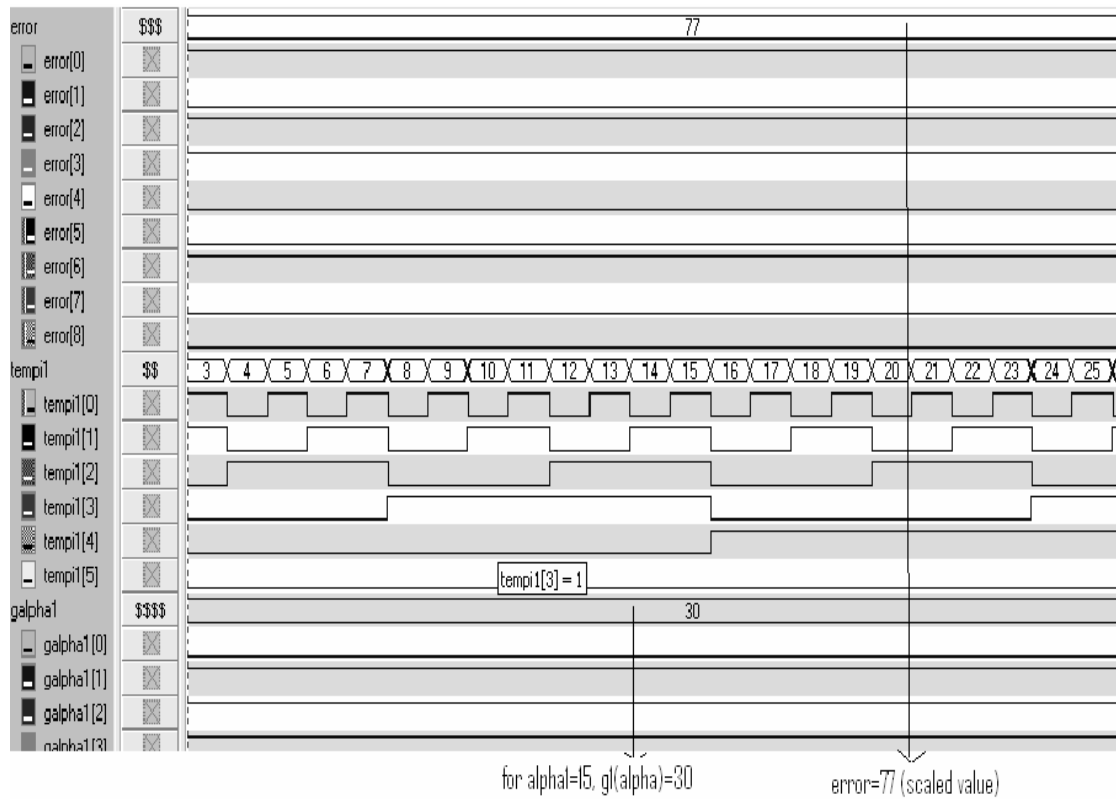 error $$$ 77
error[0]
error[1]
error[2]
error[3]
error[4]
error[5]
error[6]
error[7]
error[8]
tempi1 $$ 3 4 5 6 7 8 9 10 11 12 13 14 15 16 17 18 19 20 21 22 23 24 25
tempi1[0]
tempi1[1]
tempi1[2]
tempi1[3]
tempi1[4]
tempi1[5]
tempi1[3] = 1
galpha1 $$$$ 30
galpha1[0]
galpha1[1]
galpha1[2]
galpha1[3]
for alpha1=15, g1(alpha)=30
error=77 (scaled value)